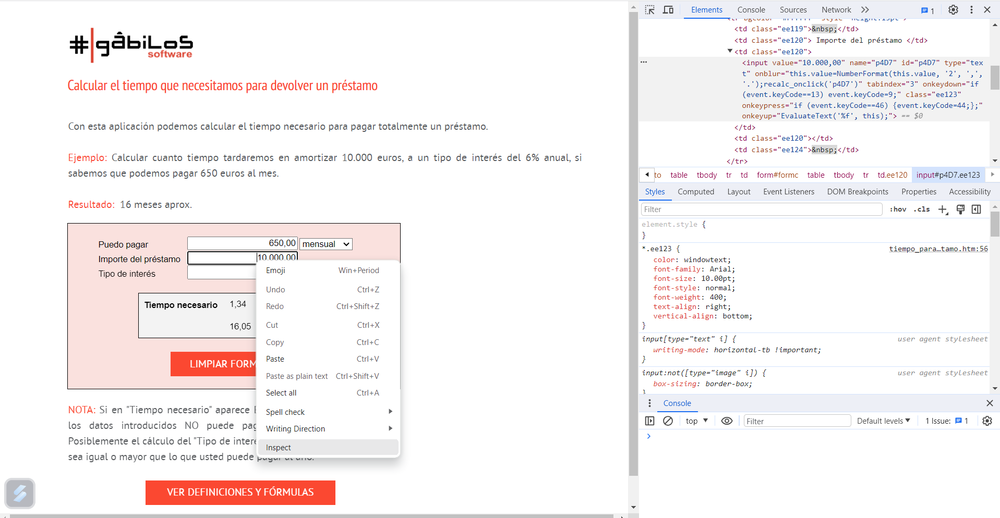 #|gâbiLoS
software
Calcular el tiempo que necesitamos para devolver un préstamo
Con esta aplicación podemos calcular el tiempo necesario para pagar totalmente un préstamo.
Ejemplo: Calcular cuanto tiempo tardaremos en amortizar 10.000 euros, a un tipo de interés del 6% anual, si
sabemos que podemos pagar 650 euros al mes.
Resultado: 16 meses aprox.
Puedo pagar 650,00 mensual
Importe del préstamo 10.000,00
Tipo de interés
Tiempo necesario 1,34
16,05
LIMPIAR FORM
NOTA: Si en "Tiempo necesario" aparece
los datos introducidos NO puede pag
Posiblemente el cálculo del "Tipo de inter
sea igual o mayor que lo que usted puede pagar al año.
VER DEFINICIONES Y FÓRMULAS
Emoji Win+Period
Undo Ctrl+Z
Redo Ctrl+Shift+Z
Cut Ctrl+X
Copy Ctrl+C
Paste Ctrl+V
Paste as plain text Ctrl+Shift+V
Select all Ctrl+A
Spell check
Writing Direction
Inspect
Elements Console Sources Network 1
<tr bgcolor="#ffffff" style="height:15pt">
<td class="ee119">&nbsp;</td>
<td class="ee120"> Importe del préstamo </td>
<td class="ee120">
<input value="10.000,00" name="p4D7" id="p4D7" type="tex
t" onblur="this.value=NumberFormat(this.value, '2', ',',
'.');recalc_onclick('p4D7')" tabindex="3" onkeydown="if
(event.keyCode==13) event.keyCode=9;" class="ee123"
onkeypress="if (event.keyCode==46) {event.keyCode=44;};"
onkeyup="EvaluateText('%f', this);"> == $0
</td>
<td class="ee120"></td>
<td class="ee124">&nbsp;</td>
</tr>
to table tbody tr td form#formc table tbody tr td.ee120 input#p4D7.ee123
Styles Computed Layout Event Listeners DOM Breakpoints Properties Accessibility
Filter :hov .cls
element.style {
}
*.ee123 { tiempo_para…tamo.htm:56
color: windowtext;
font-family: Arial;
font-size: 10.00pt;
font-style: normal;
font-weight: 400;
text-align: right;
vertical-align: bottom;
}
input[type="text" i] { user agent stylesheet
writing-mode: horizontal-tb !important;
}
input:not([type="image" i]) { user agent stylesheet
box-sizing: border-box;
}
Console
top Filter Default levels 1 Issue: 1